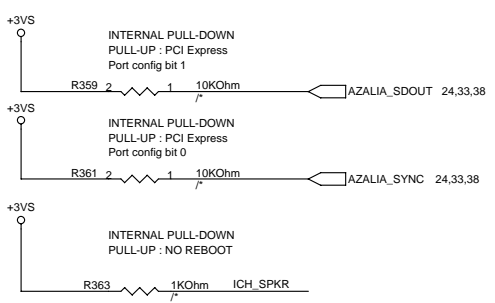 +3VS
INTERNAL PULL-DOWN
PULL-UP : PCI Express
Port config bit 1
R359 2 1 10KOhm
/*
AZALIA_SDOUT 24,33,38
+3VS
INTERNAL PULL-DOWN
PULL-UP : PCI Express
Port config bit 0
R361 2 1 10KOhm
/*
AZALIA_SYNC 24,33,38
+3VS
INTERNAL PULL-DOWN
PULL-UP : NO REBOOT
R363 1KOhm ICH_SPKR
/*